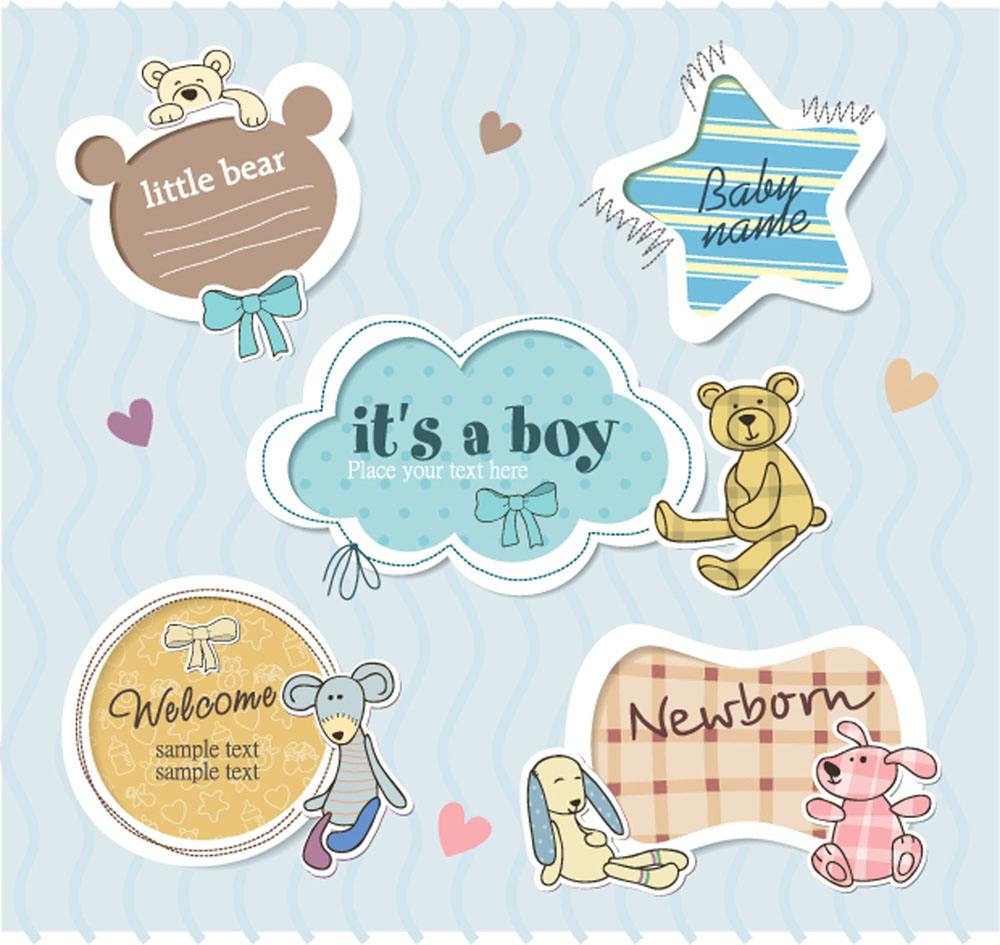 little bear
Baby
name
it's a boy
Place your text here
Welcome
sample text
sample text
Newborn